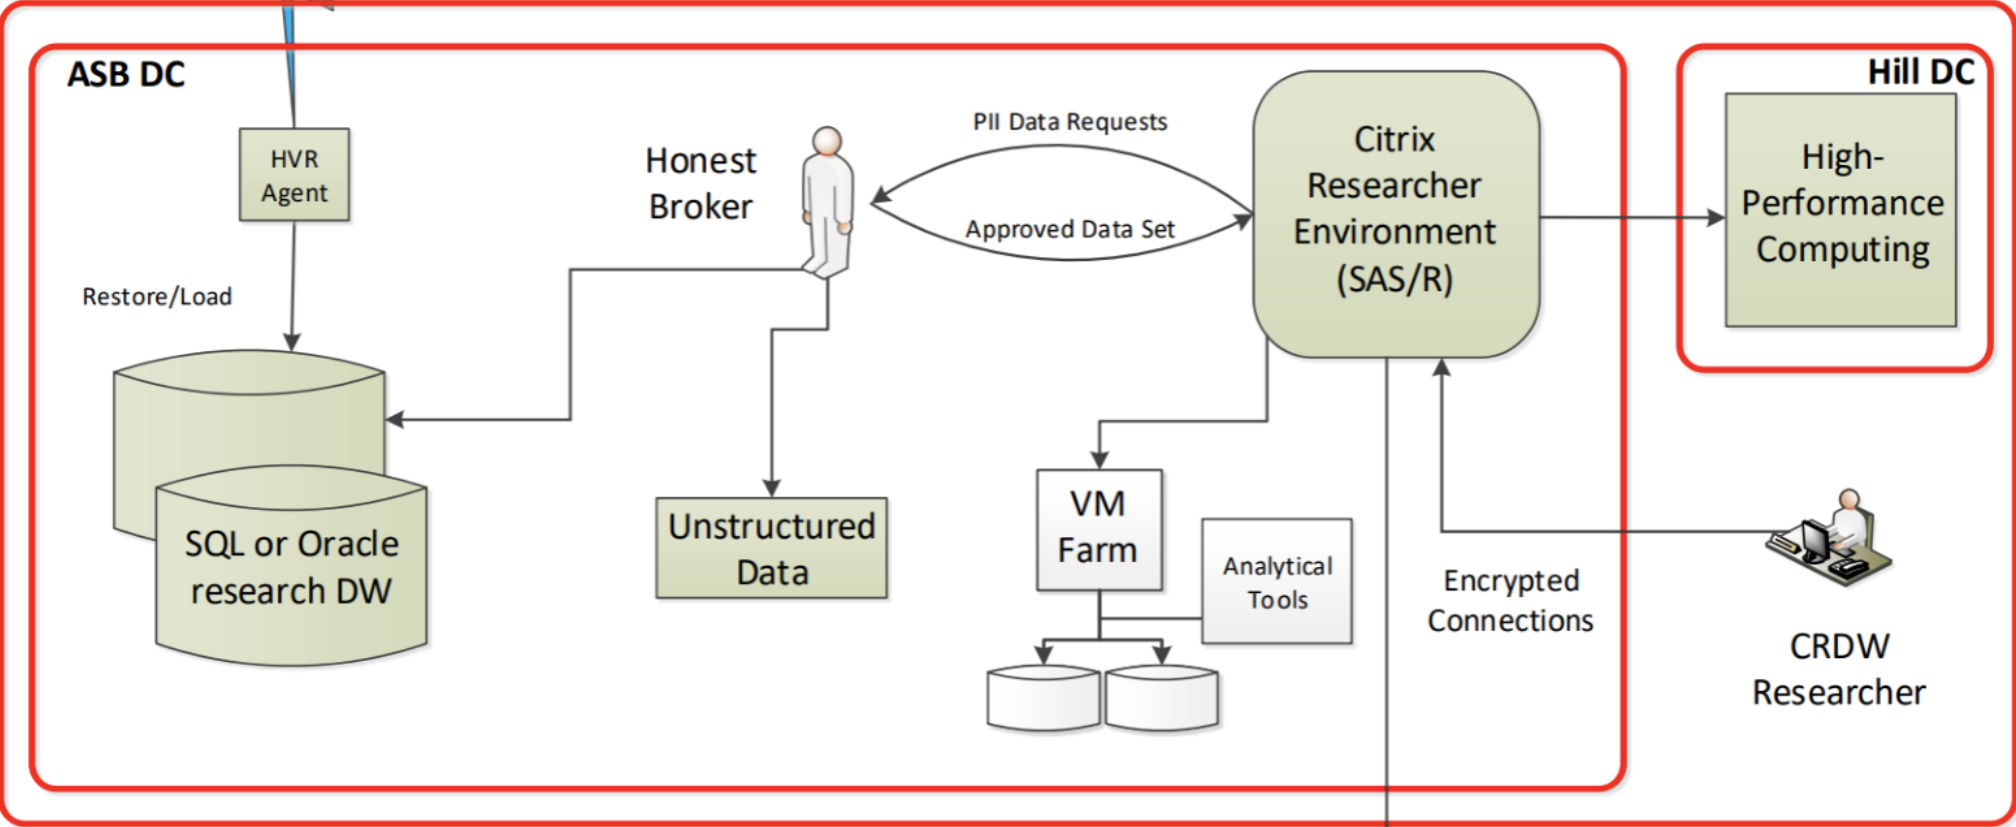 ASB DC
Hill DC
HVR
Agent
Restore/Load
SQL or Oracle
research DW
Honest
Broker
PII Data Requests
Approved Data Set
Unstructured
Data
Citrix
Researcher
Environment
(SAS/R)
High-
Performance
Computing
VM
Farm
Analytical
Tools
Encrypted
Connections
CRDW
Researcher